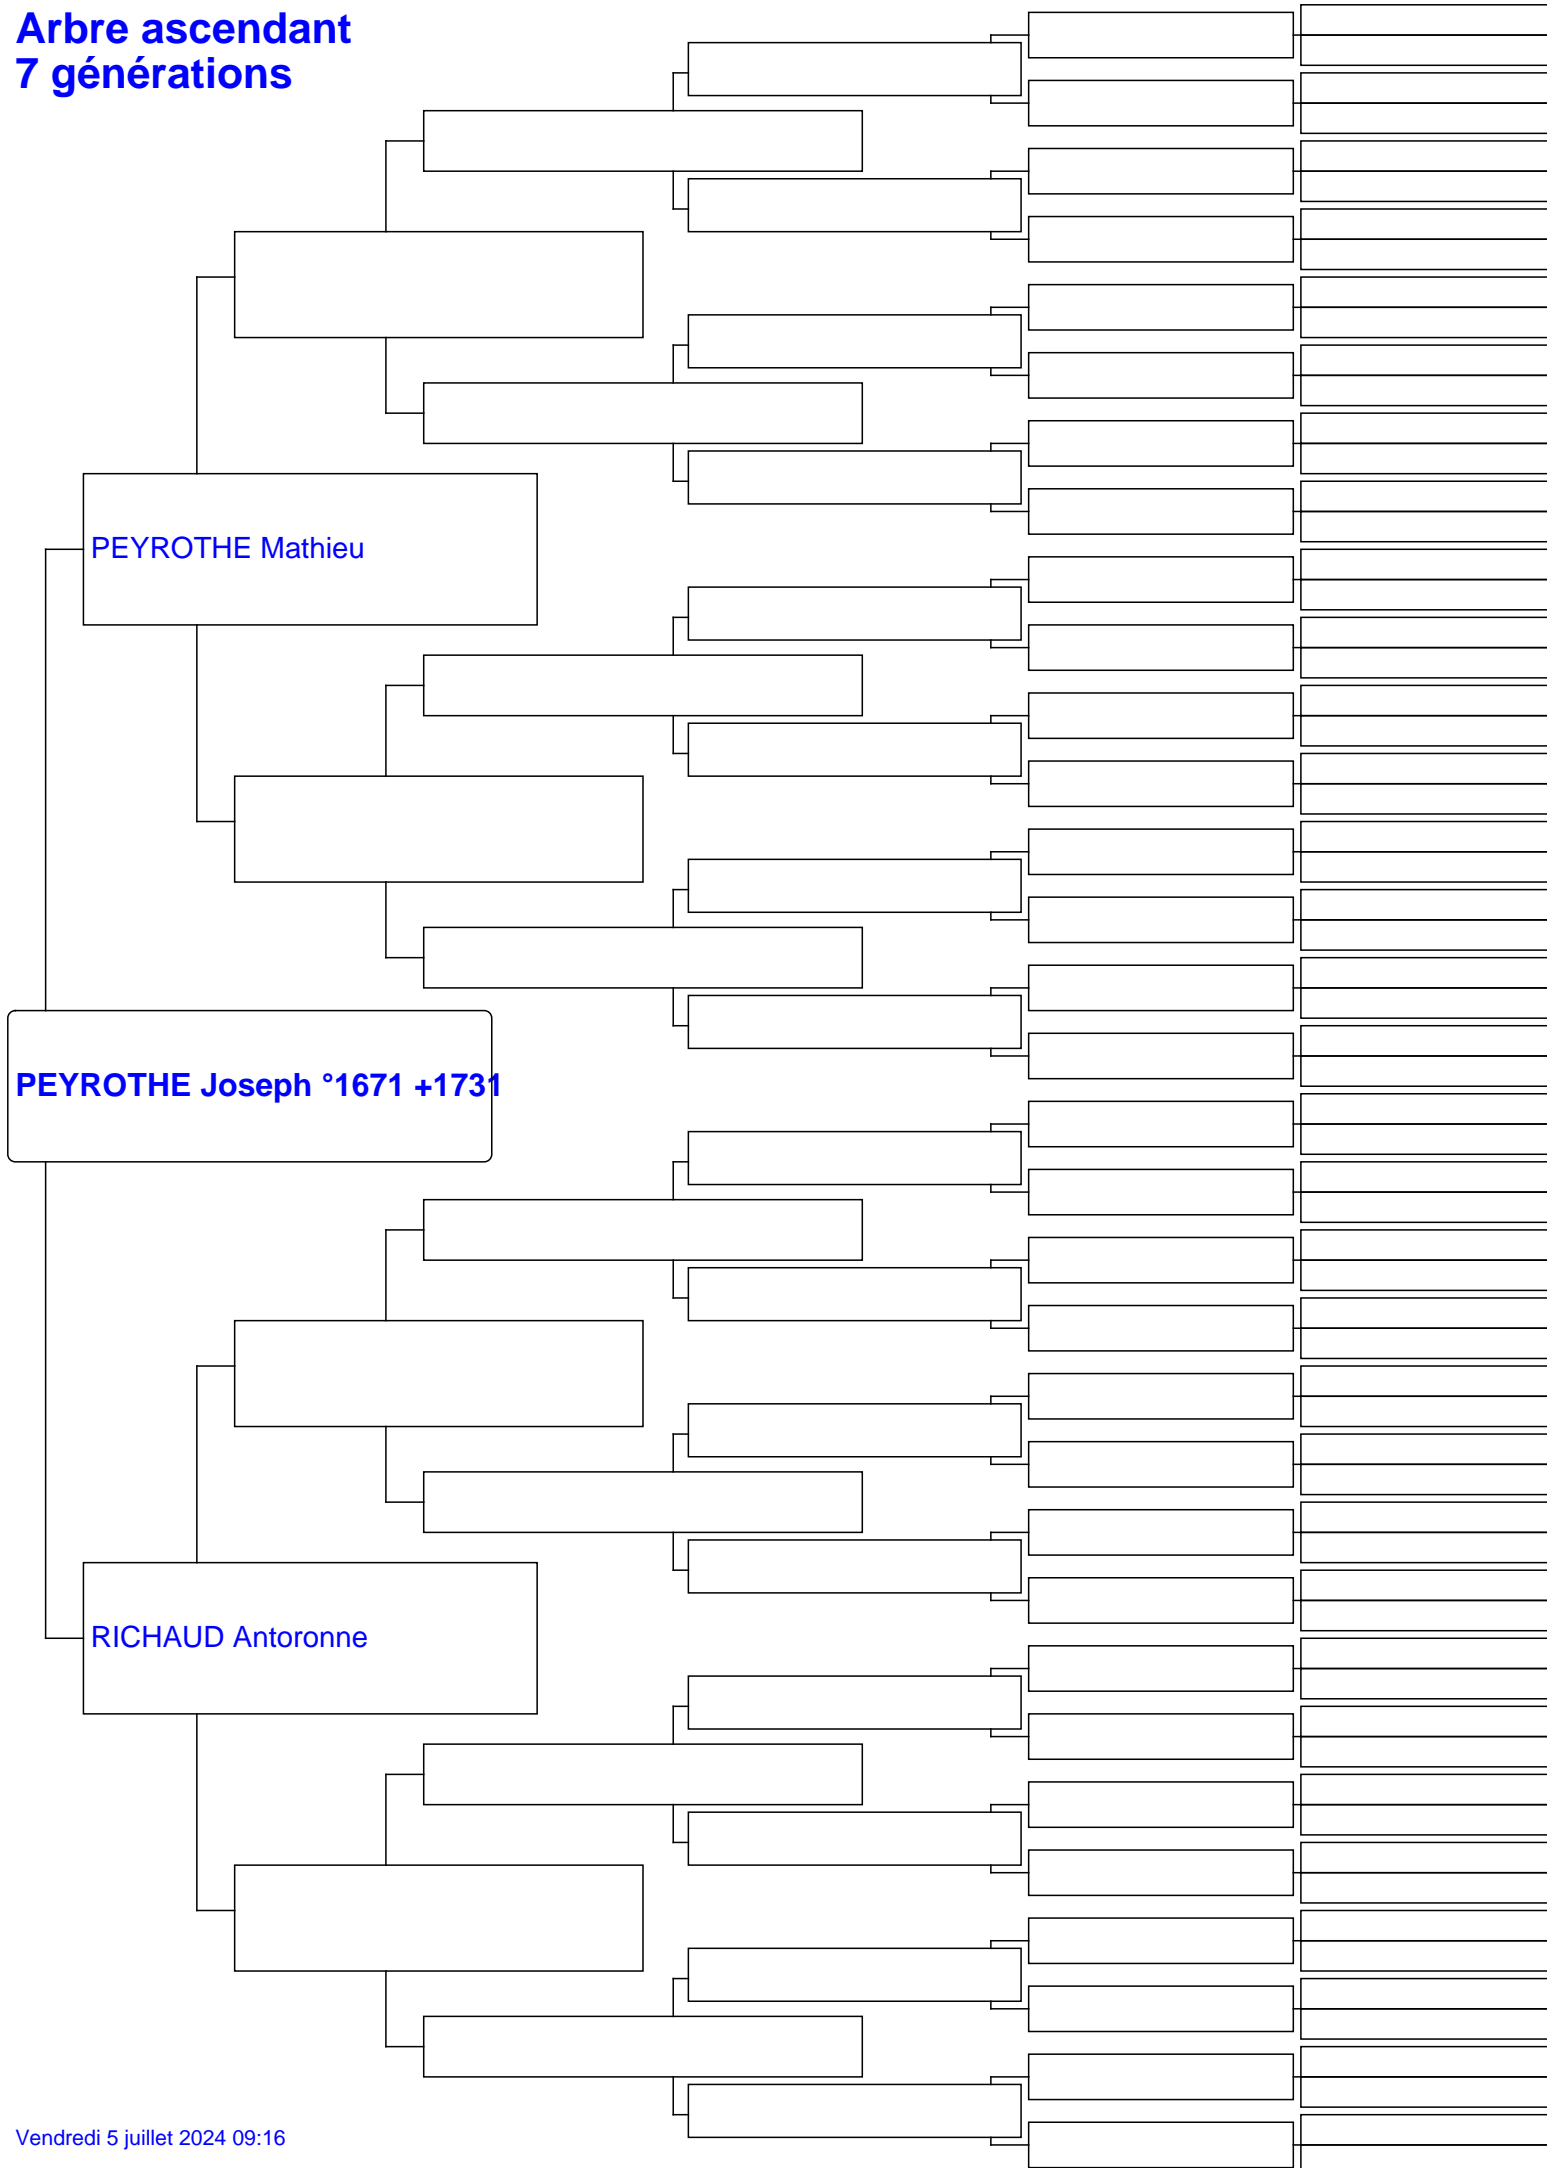 Arbre ascendant
7 générations
PEYROTHE Mathieu
PEYROTHE Joseph °1671 +1731
RICHAUD Antoronne
Vendredi 5 juillet 2024 09:16